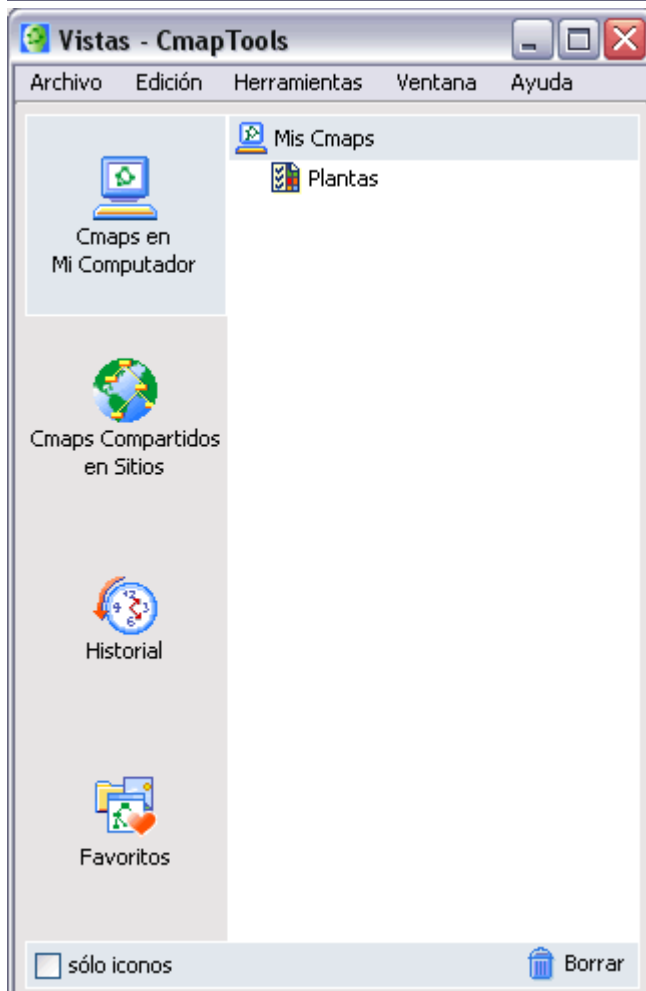 Vistas - CmapTools
Archivo Edición Herramientas Ventana Ayuda
Cmaps en
Mi Computador
Cmaps Compartidos
en Sitios
Historial
Favoritos
Mis Cmaps
Plantas
sólo iconos
Borrar